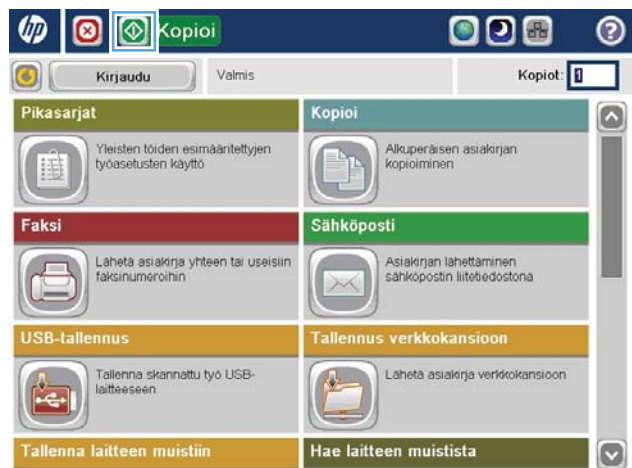 hp
Kopioi
?
Kirjaudu
Valmis
Kopiot: 1
Pikasarjat
Yleisten töiden esimääritettyjen
työasetusten käyttö
Kopioi
Alkuperäisen asiakirjan
kopioiminen
Faksi
Lähetä asiakirja yhteen tai useisiin
faksinumeroihin
Sähköposti
Asiakirjan lähettäminen
sähköpostin liitetiedostona
USB-tallennus
Tallenna skannattu työ USB-
laitteeseen
Tallennus verkkokansioon
Lähetä asiakirja verkkokansioon
Tallenna laitteen muistiin
Hae laitteen muistista